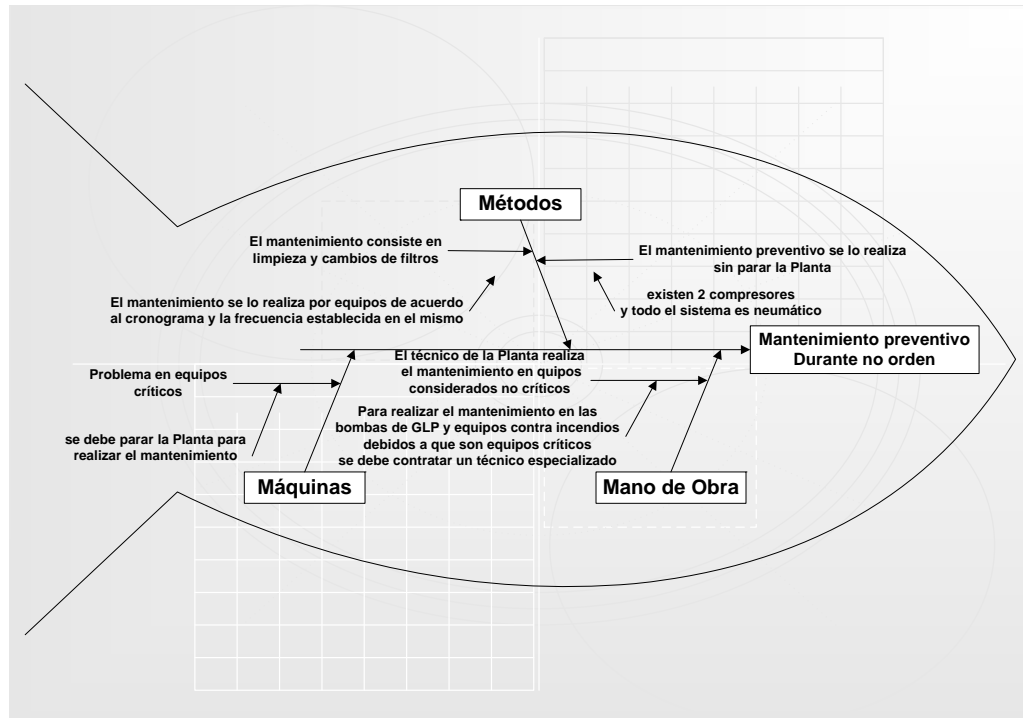 Métodos
El mantenimiento consiste en
limpieza y cambios de filtros
El mantenimiento preventivo se lo realiza
sin parar la Planta
El mantenimiento se lo realiza por equipos de acuerdo
al cronograma y la frecuencia establecida en el mismo
existen 2 compresores
y todo el sistema es neumático
Mantenimiento preventivo
Durante no orden
Problema en equipos
críticos
El técnico de la Planta realiza
el mantenimiento en quipos
considerados no críticos
se debe parar la Planta para
realizar el mantenimiento
Para realizar el mantenimiento en las
bombas de GLP y equipos contra incendios
debidos a que son equipos críticos
se debe contratar un técnico especializado
Máquinas
Mano de Obra